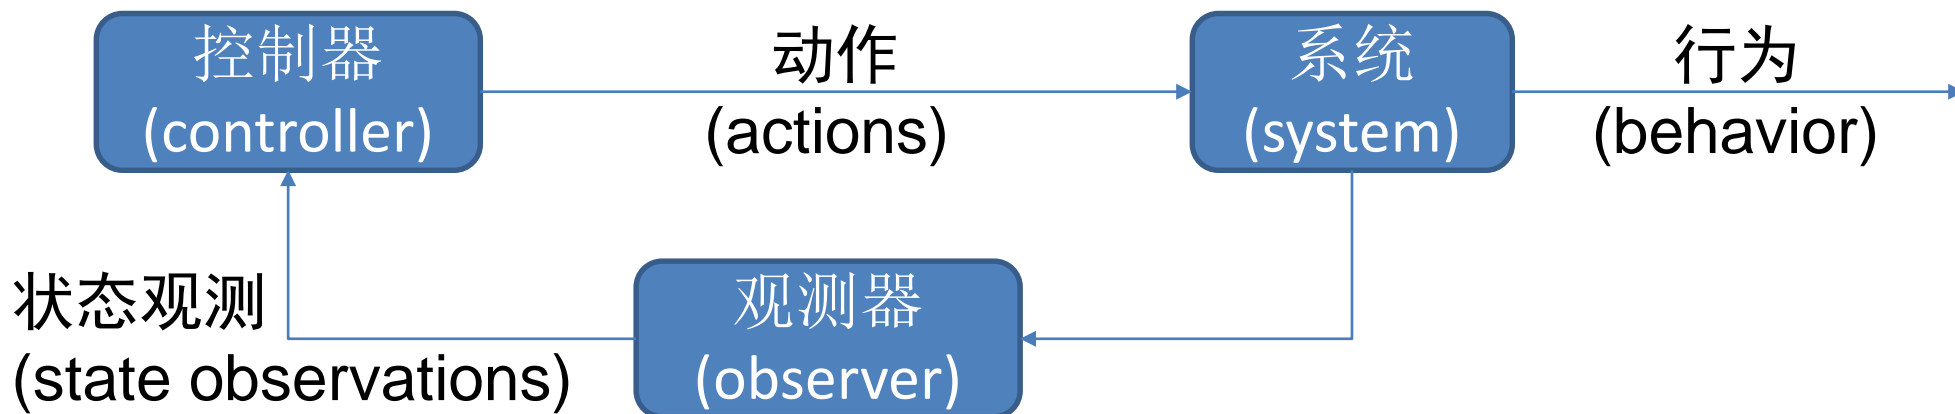 控制器
(controller)
动作
(actions)
系统
(system)
行为
(behavior)
状态观测
(state observations)
观测器
(observer)